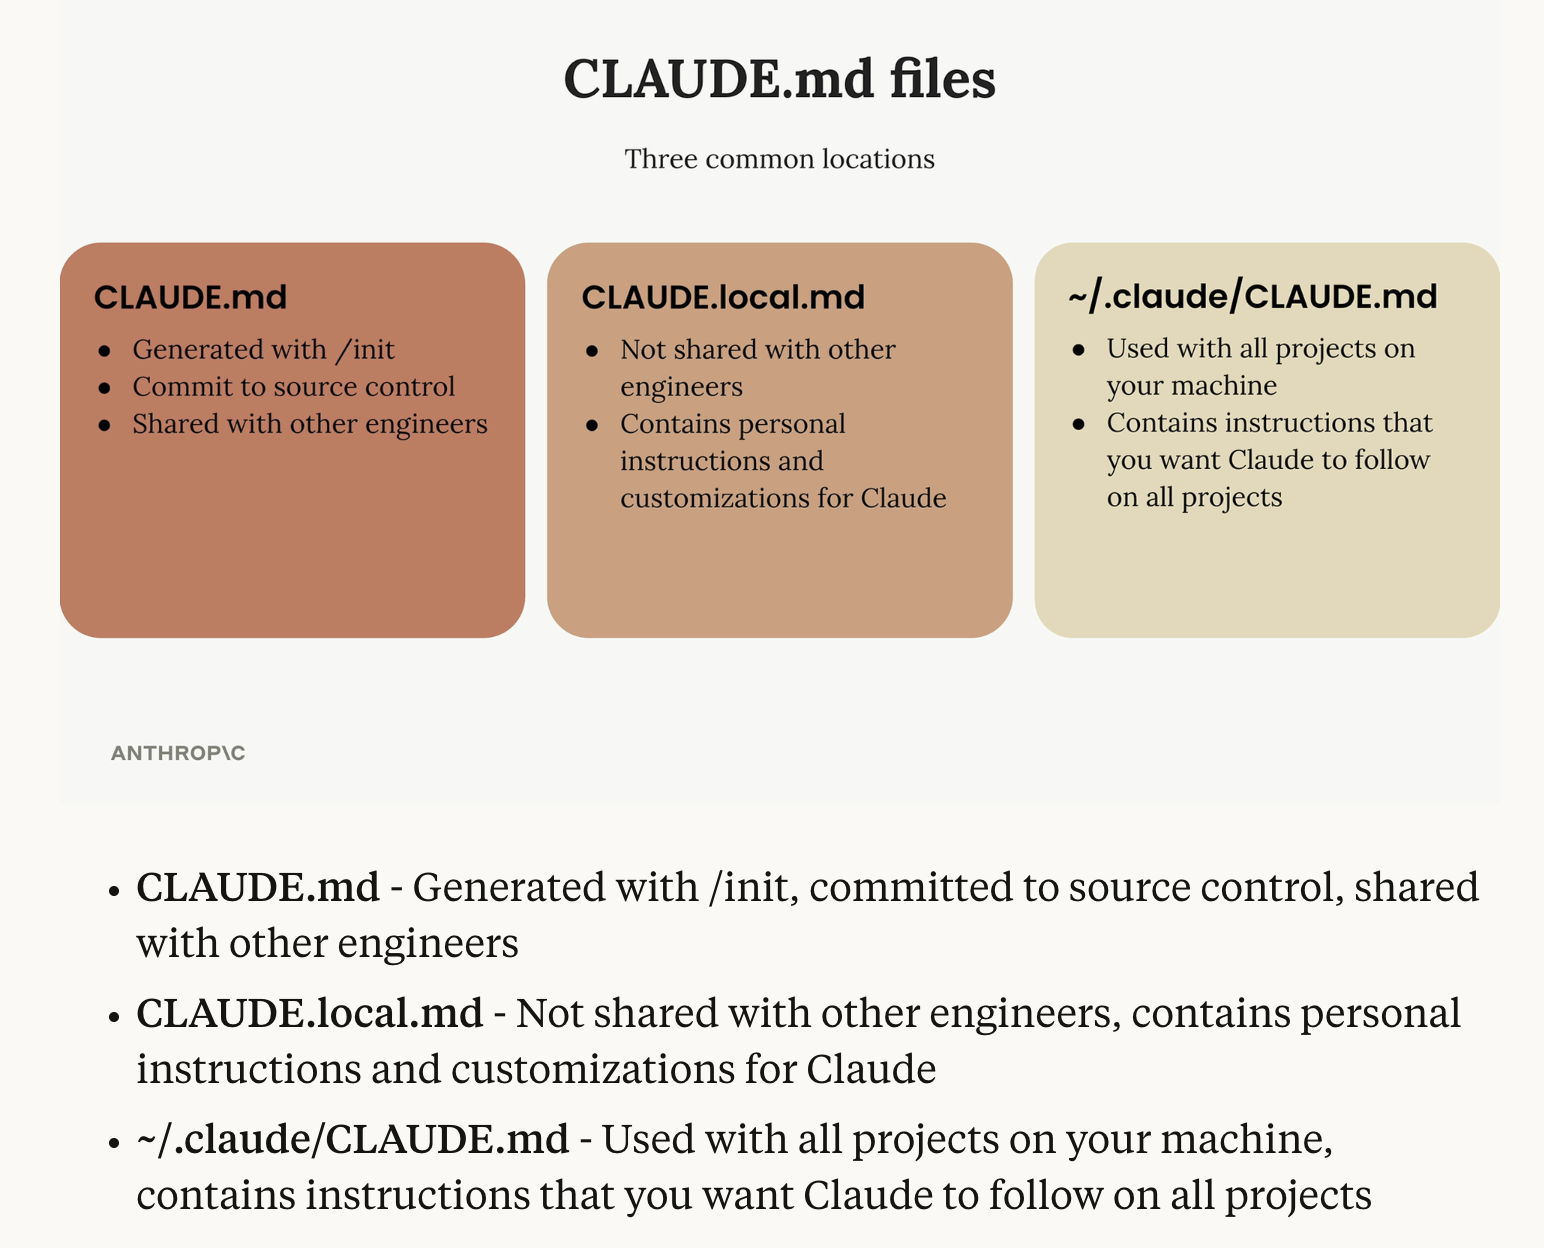 CLAUDE.md files
Three common locations
CLAUDE.md
● Generated with /init
● Commit to source control
● Shared with other engineers
CLAUDE.local.md
● Not shared with other
engineers
● Contains personal
instructions and
customizations for Claude
~/.claude/CLAUDE.md
● Used with all projects on
your machine
● Contains instructions that
you want Claude to follow
on all projects
ANTHROP\C
• CLAUDE.md - Generated with /init, committed to source control, shared
with other engineers
• CLAUDE.local.md - Not shared with other engineers, contains personal
instructions and customizations for Claude
• ~/.claude/CLAUDE.md - Used with all projects on your machine,
contains instructions that you want Claude to follow on all projects